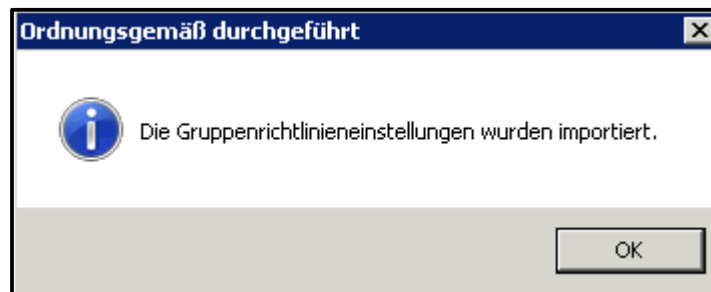 Ordnungsgemäß durchgeführt
Die Gruppenrichtlinieneinstellungen wurden importiert.
OK